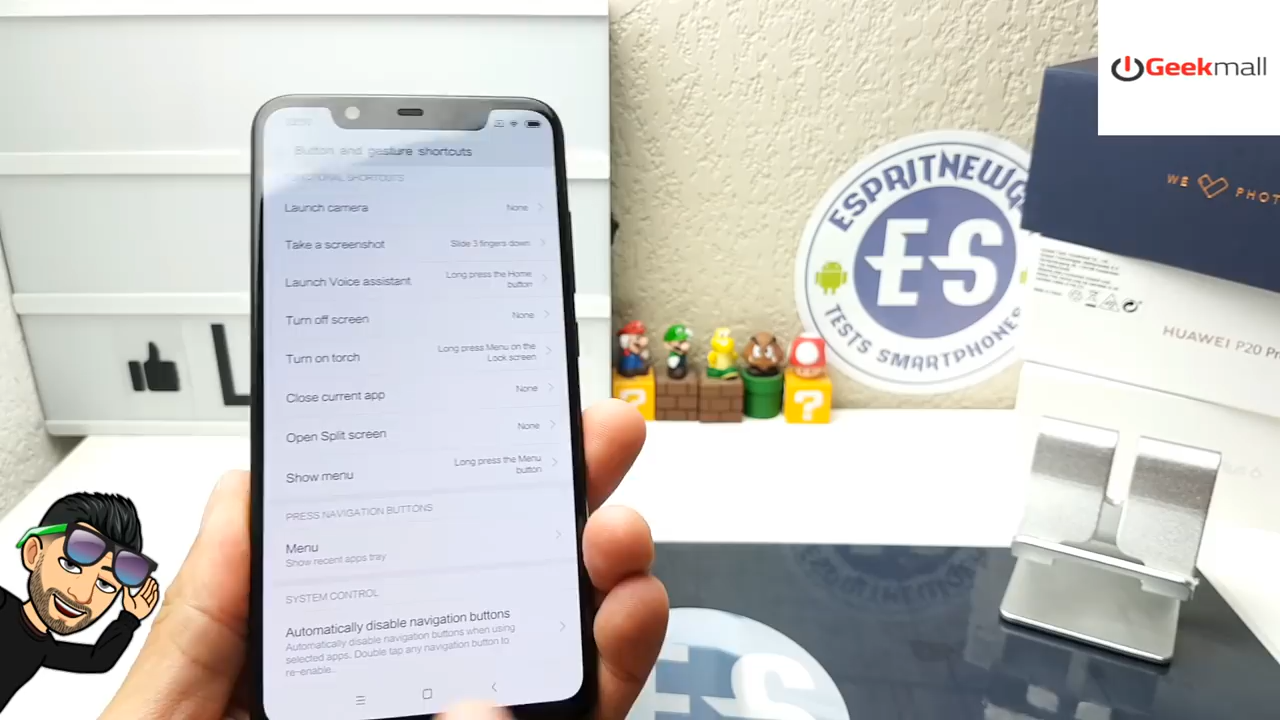 Geekmall
Button and gesture shortcuts
FUNCTIONAL SHORTCUTS
Launch camera
None
Take a screenshot
Slide 3 fingers down
Launch Voice assistant
Long press the Home
button
Turn off screen
None
Turn on torch
Long press Menu on the
Lock screen
Close current app
None
Open Split screen
None
Show menu
Long press the Menu
button
PRESS NAVIGATION BUTTONS
Menu
Show recent apps tray
SYSTEM CONTROL
Automatically disable navigation buttons
Automatically disable navigation buttons when using
selected apps. Double tap any navigation button to
re-enable.
L
ESPRITNEWG
ES
TESTS SMARTPHONES
? ?
WE PHOT
HUAWEI P20 Pr